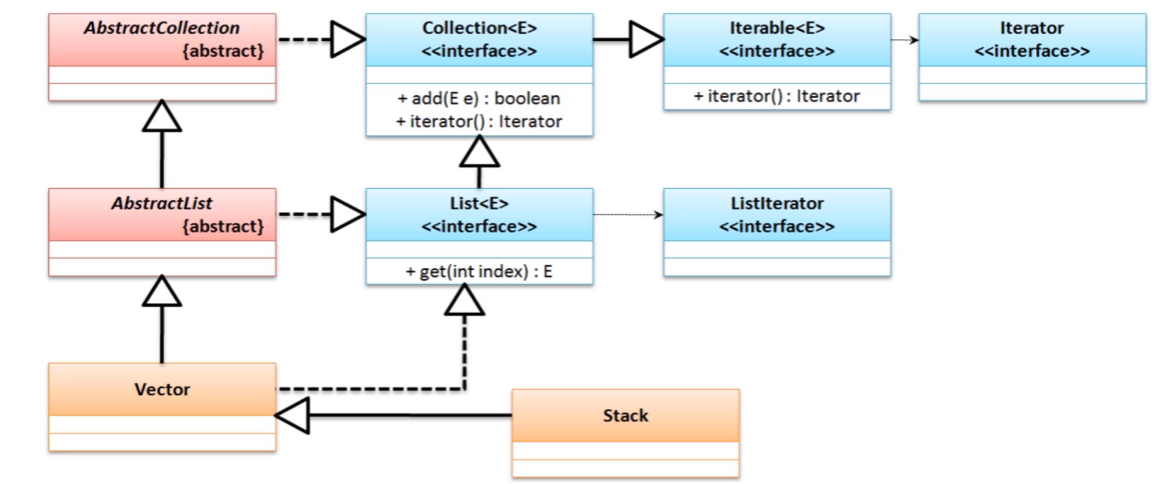 AbstractCollection
{abstract}
Collection<E>
<<interface>>
+ add(E e) : boolean
+ iterator() : Iterator
Iterable<E>
<<interface>>
+ iterator() : Iterator
Iterator
<<interface>>
AbstractList
{abstract}
List<E>
<<interface>>
+ get(int index) : E
ListIterator
<<interface>>
Vector
Stack